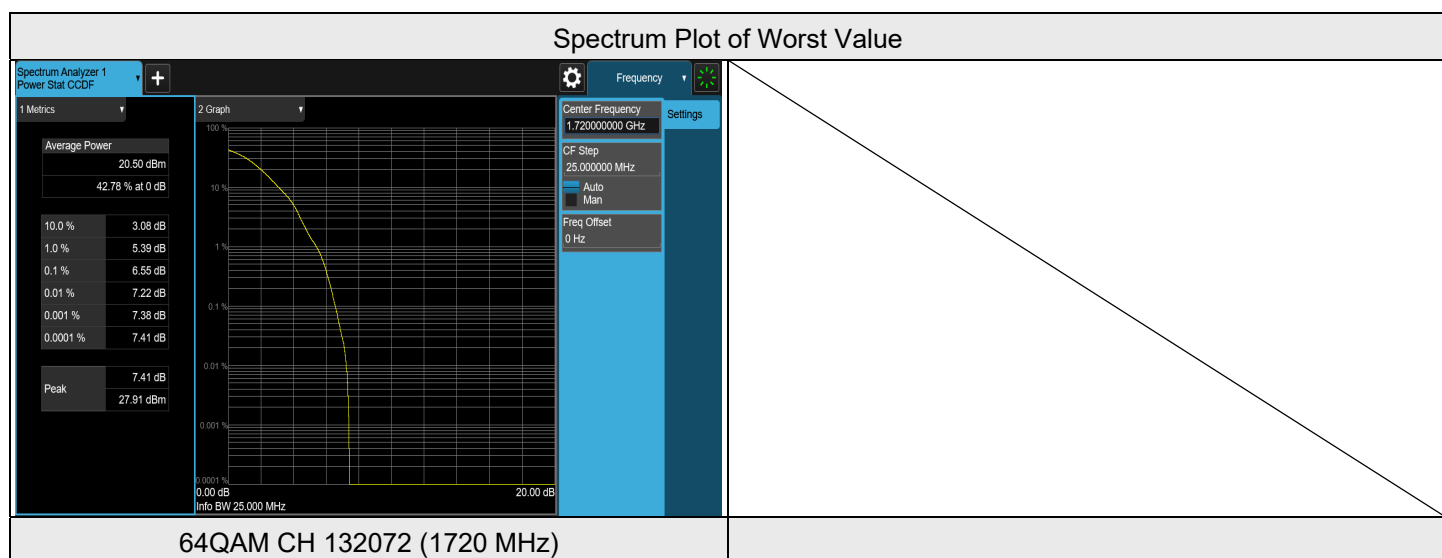 Spectrum Plot of Worst Value
Spectrum Analyzer 1
Power Stat CCDF
+
Frequency
1 Metrics
Average Power
20.50 dBm
42.78 % at 0 dB
10.0 % 3.08 dB
1.0 % 5.39 dB
0.1 % 6.55 dB
0.01 % 7.22 dB
0.001 % 7.38 dB
0.0001 % 7.41 dB
Peak
7.41 dB
27.91 dBm
2 Graph
100 %
10 %
1 %
0.1 %
0.01 %
0.001 %
0.0001 %
0.00 dB 20.00 dB
Info BW 25.000 MHz
Center Frequency
1.720000000 GHz
CF Step
25.000000 MHz
Auto
Man
Freq Offset
0 Hz
Settings
64QAM CH 132072 (1720 MHz)